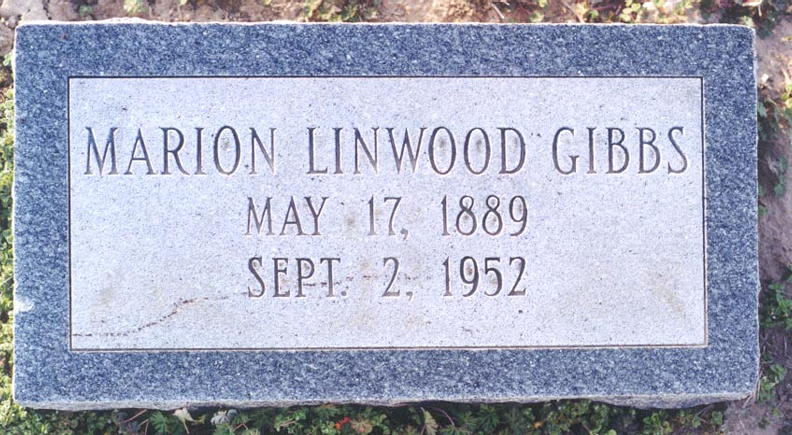 MARION LINWOOD GIBBS
MAY 17, 1889
SEPT. 2, 1952